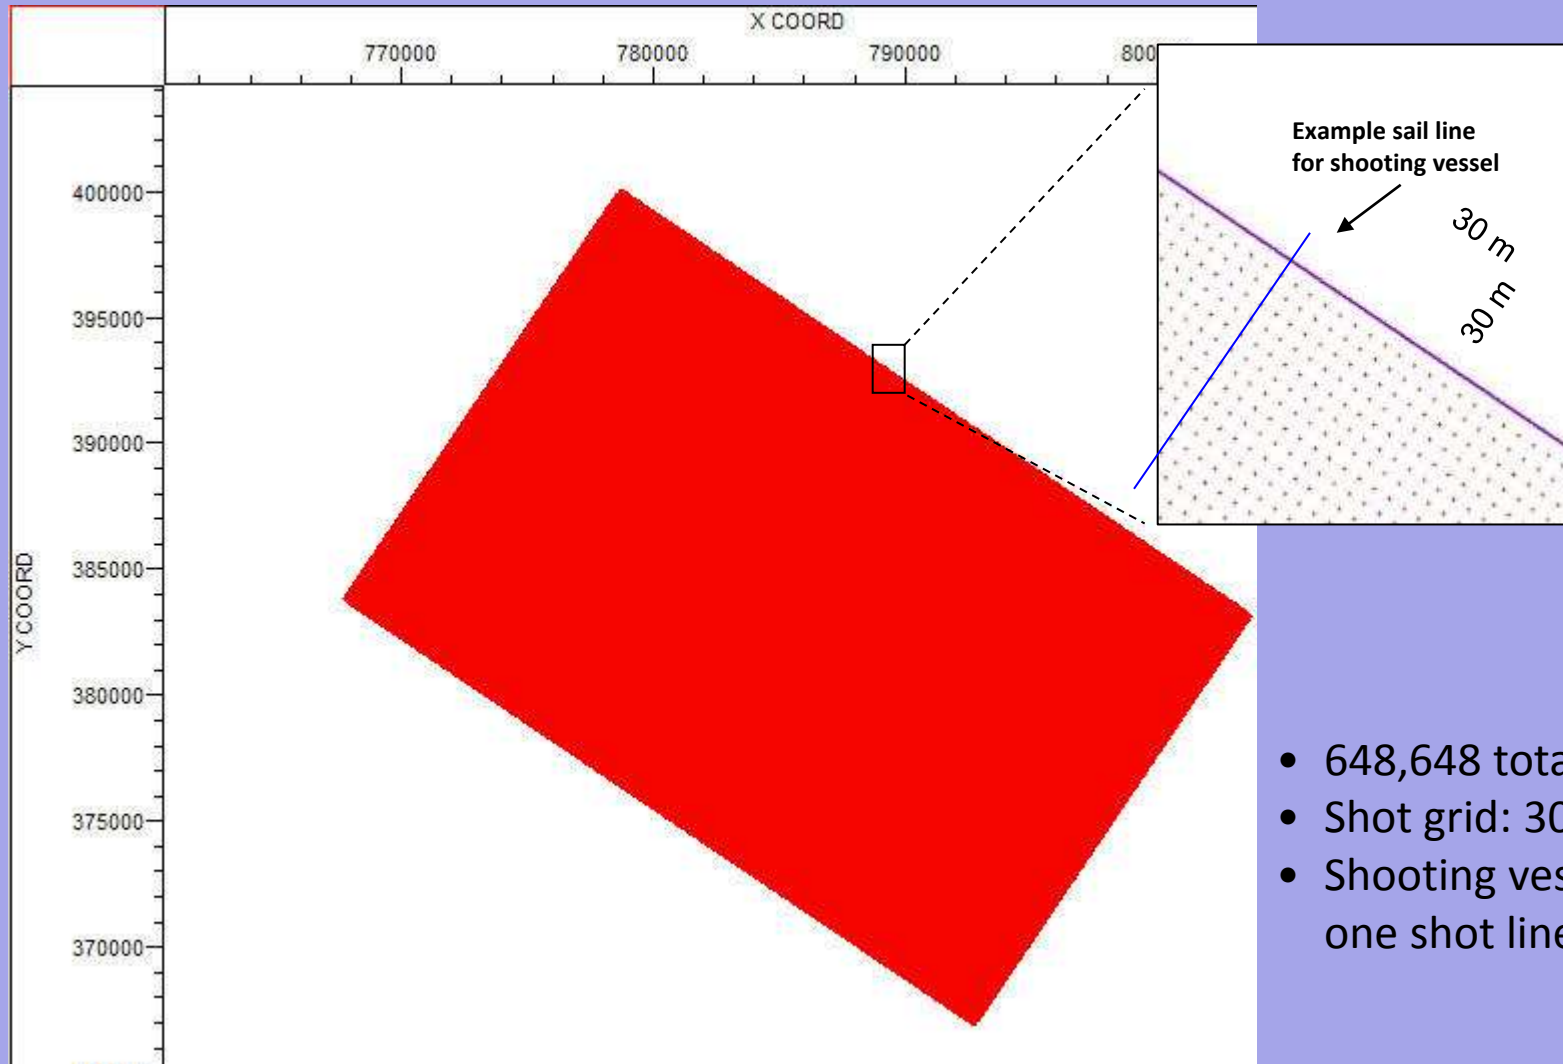 X COORD
770000 780000 790000 800
400000
395000
390000
385000
380000
375000
370000
Y COORD
Example sail line
for shooting vessel
30 m
30 m
• 648,648 tota
• Shot grid: 30
• Shooting ves
one shot line